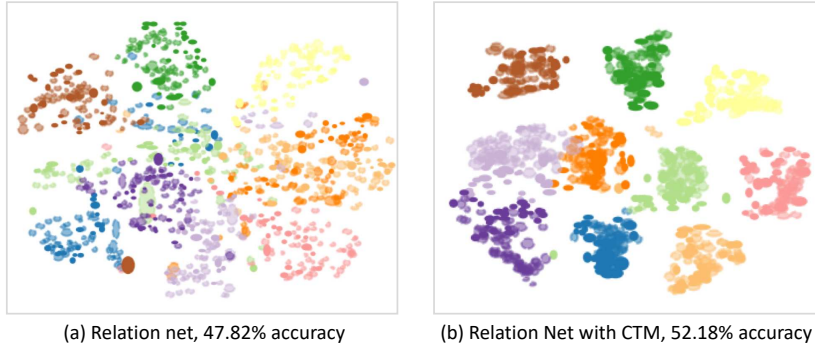 (a) Relation net, 47.82% accuracy
(b) Relation Net with CTM, 52.18% accuracy